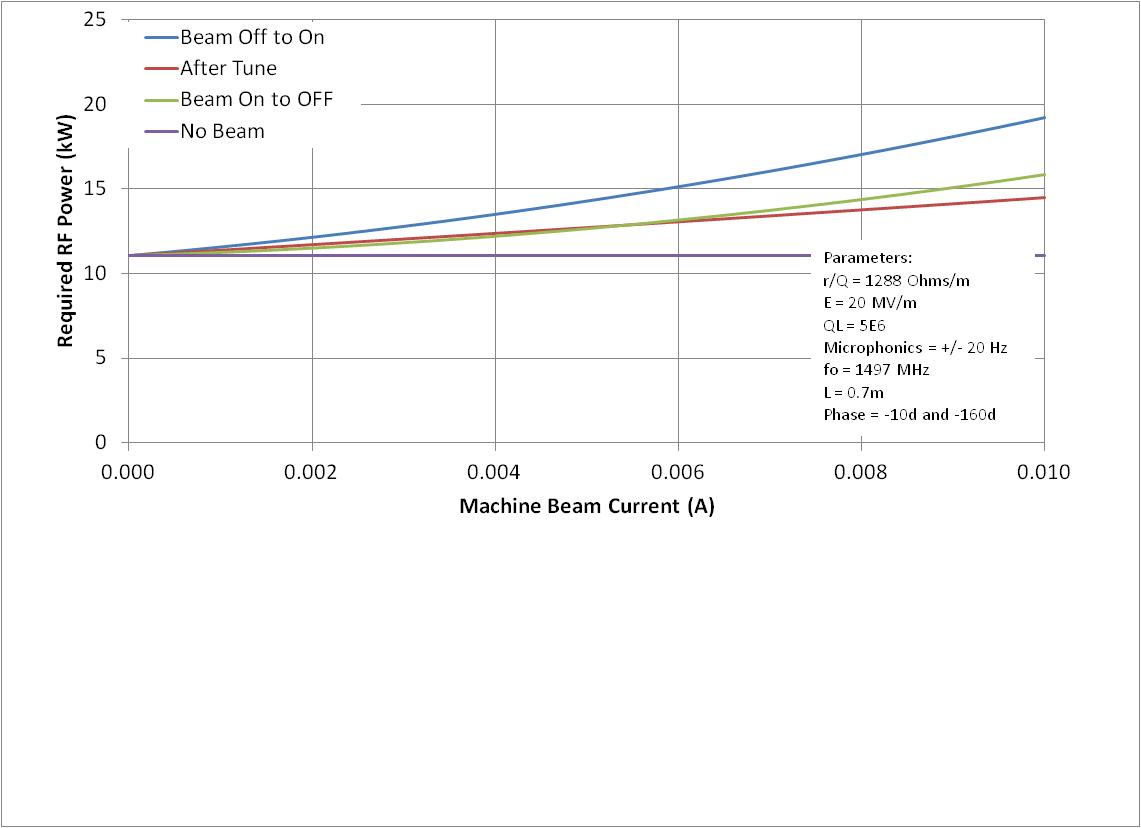 25
20
15
10
5
0
Required RF Power (kW)
Beam Off to On
After Tune
Beam On to OFF
No Beam
Parameters:
r/Q = 1288 Ohms/m
E = 20 MV/m
QL = 5E6
Microphonics = +/- 20 Hz
fo = 1497 MHz
L = 0.7m
Phase = -10d and -160d
0.000 0.002 0.004 0.006 0.008 0.010
Machine Beam Current (A)